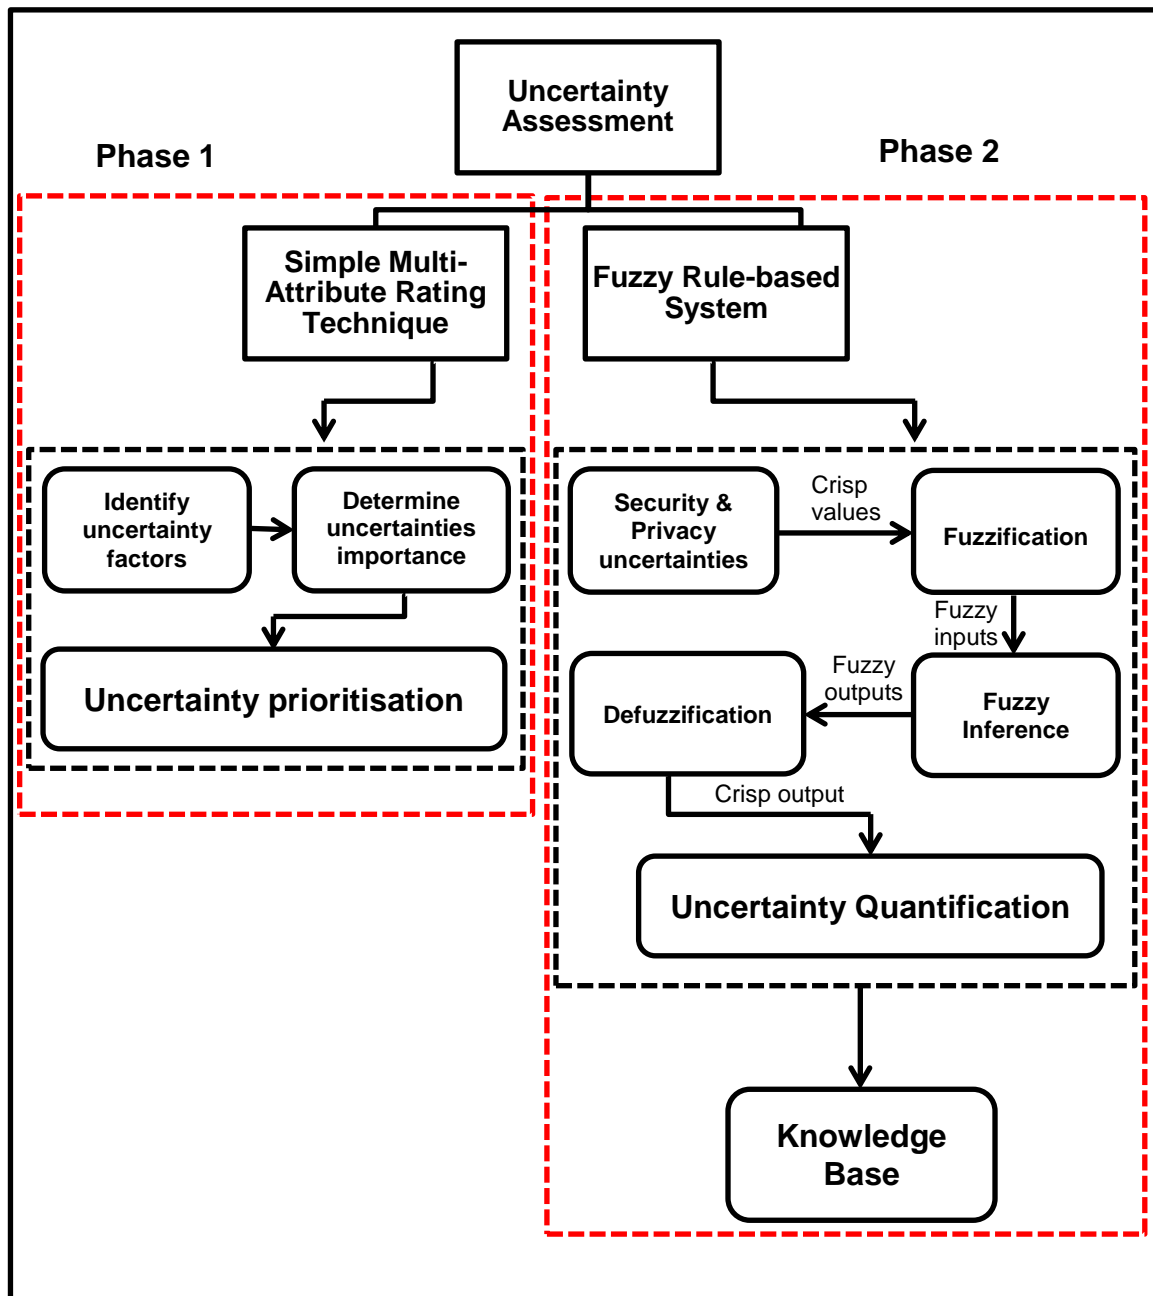 Uncertainty
Assessment
Phase 1
Phase 2
Simple Multi-
Attribute Rating
Technique
Fuzzy Rule-based
System
Identify
uncertainty
factors
Determine
uncertainties
importance
Uncertainty prioritisation
Security &
Privacy
uncertainties
Crisp
values
Fuzzification
Fuzzy
inputs
Fuzzy
Inference
Fuzzy
outputs
Defuzzification
Crisp output
Uncertainty Quantification
Knowledge
Base